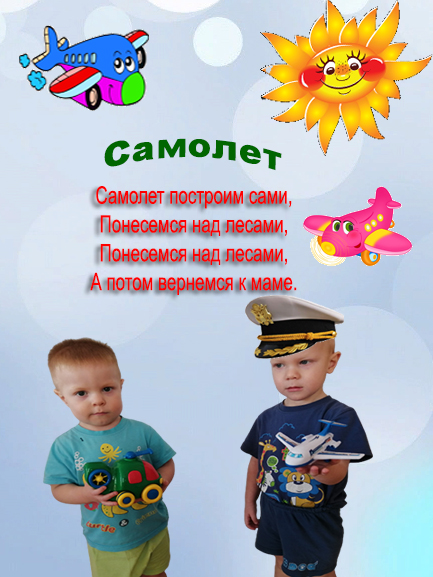 Самолет
Самолет построим сами,
Понесемся над лесами,
Понесемся над лесами,
А потом вернемся к маме.